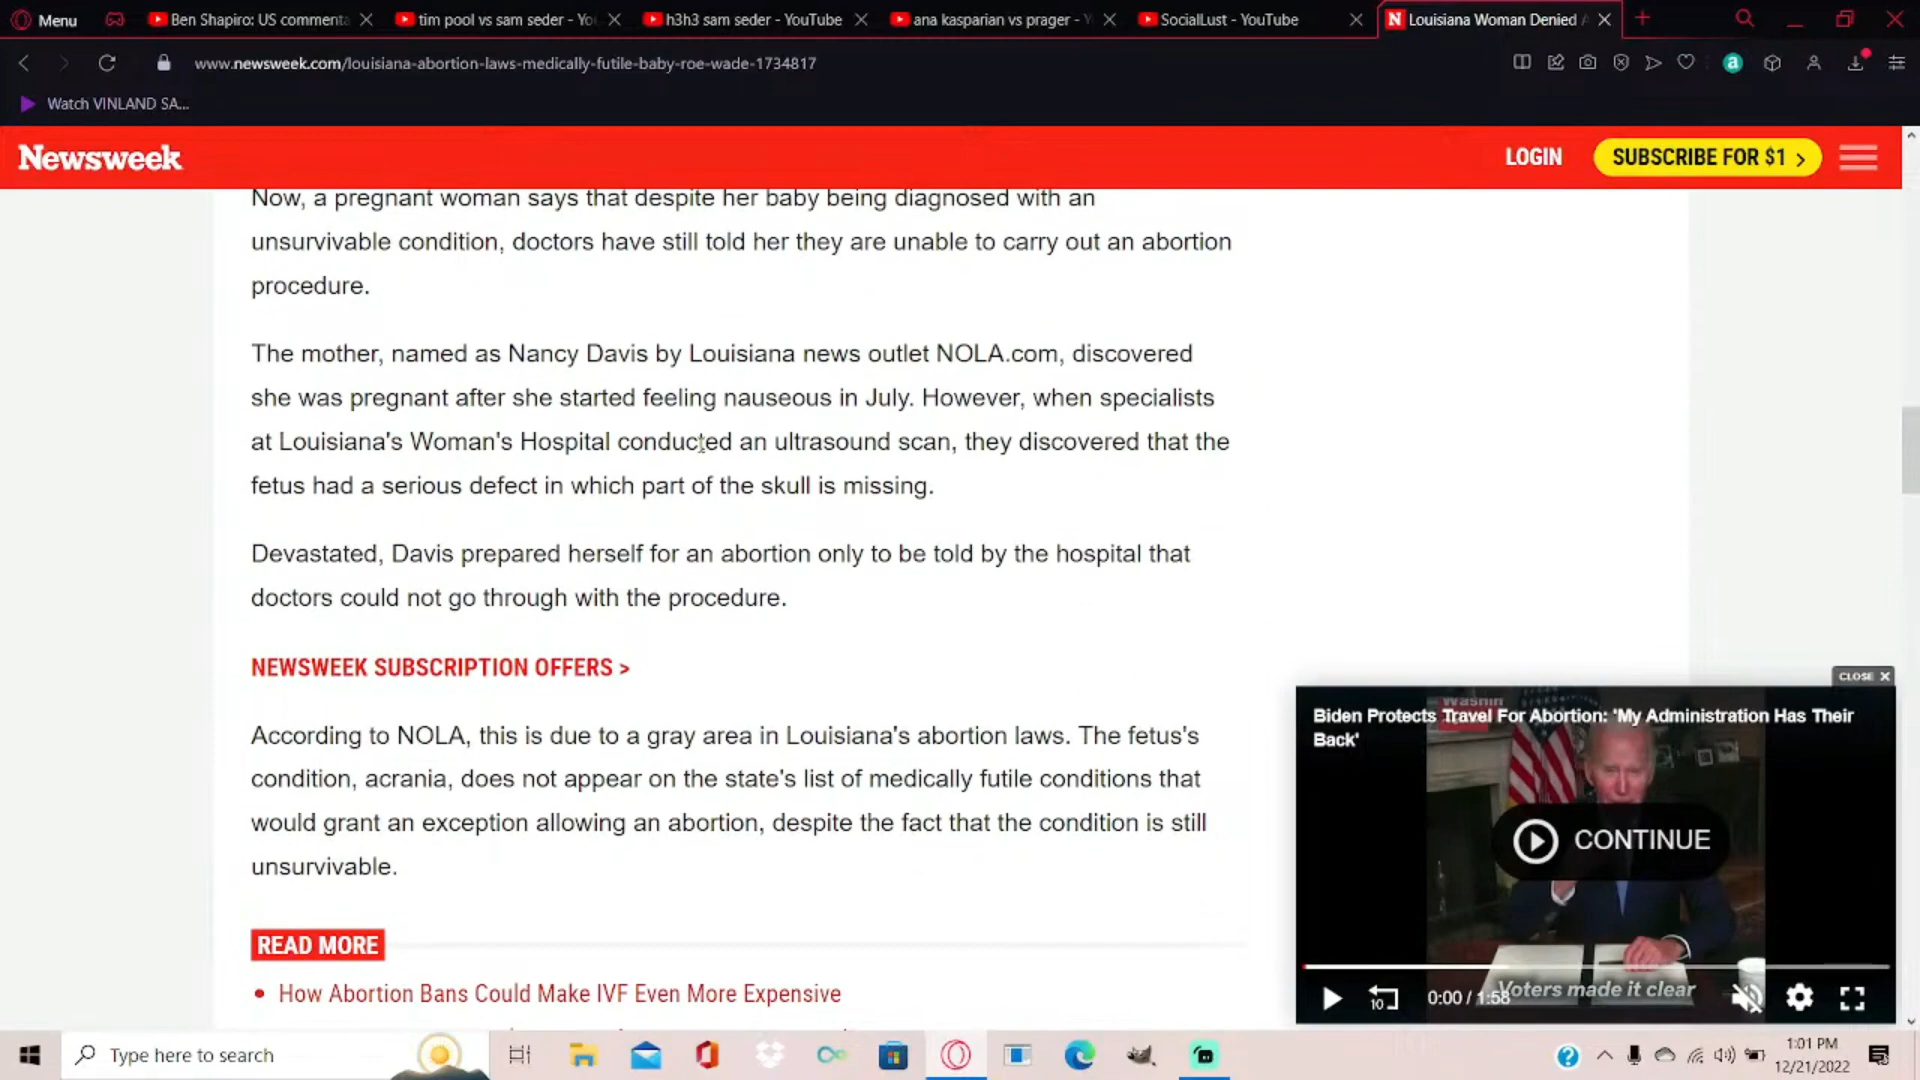 Menu
Ben Shapiro: US commenta
tim pool vs sam seder - Yo
h3h3 sam seder - YouTube
ana kasparian vs prager - Y
SocialLust - YouTube
Louisiana Woman Denied A
www.newsweek.com/louisiana-abortion-laws-medically-futile-baby-roe-wade-1734817
Watch VINLAND SA...
Newsweek
LOGIN
SUBSCRIBE FOR $1 >
Now, a pregnant woman says that despite her baby being diagnosed with an
unsurvivable condition, doctors have still told her they are unable to carry out an abortion
procedure.
The mother, named as Nancy Davis by Louisiana news outlet NOLA.com, discovered
she was pregnant after she started feeling nauseous in July. However, when specialists
at Louisiana's Woman's Hospital conducted an ultrasound scan, they discovered that the
fetus had a serious defect in which part of the skull is missing.
Devastated, Davis prepared herself for an abortion only to be told by the hospital that
doctors could not go through with the procedure.
NEWSWEEK SUBSCRIPTION OFFERS >
According to NOLA, this is due to a gray area in Louisiana's abortion laws. The fetus's
condition, acrania, does not appear on the state's list of medically futile conditions that
would grant an exception allowing an abortion, despite the fact that the condition is still
unsurvivable.
READ MORE
How Abortion Bans Could Make IVF Even More Expensive
CLOSE X
Washin
Biden Protects Travel For Abortion: 'My Administration Has Their
Back'
CONTINUE
Voters made it clear
10
0:00 / 1:58
Type here to search
1:01 PM
12/21/2022